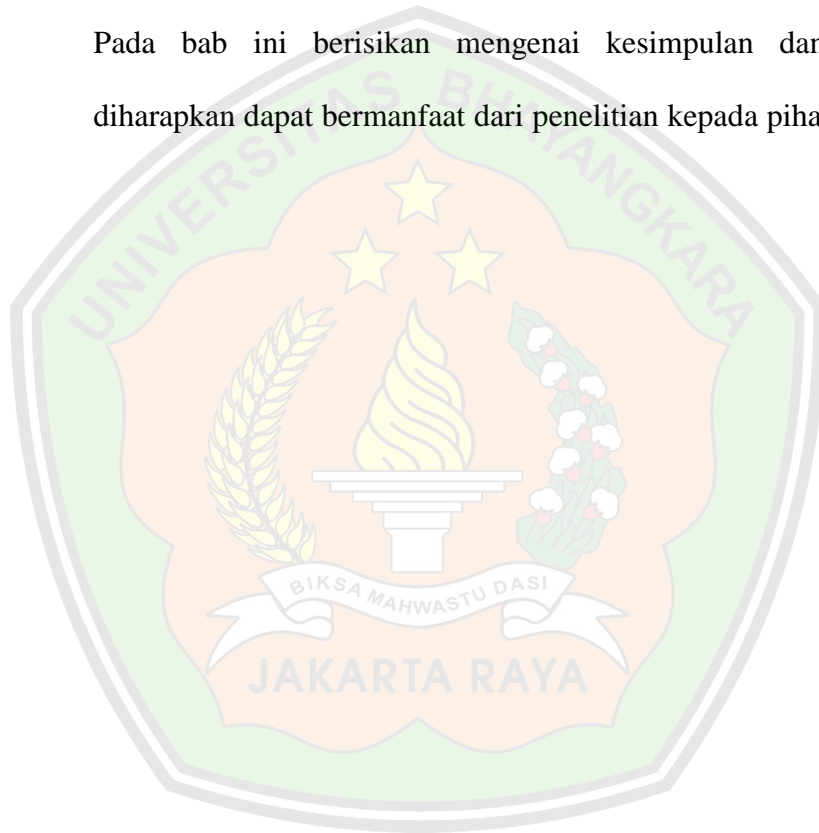 Pada bab ini berisikan mengenai kesimpulan dan
diharapkan dapat bermanfaat dari penelitian kepada piha
UNIVERSITAS BHAYANGKARA
BIKSA MAHWASTU DASI
JAKARTA RAYA